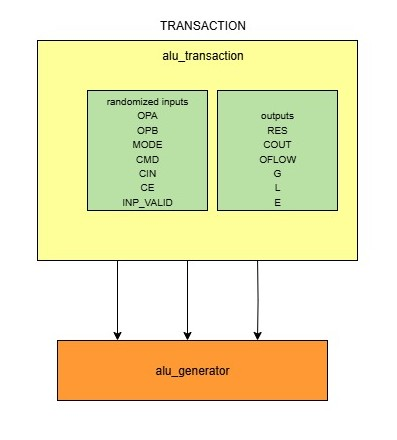 TRANSACTION
alu_transaction
randomized inputs
OPA
OPB
MODE
CMD
CIN
CE
INP_VALID
outputs
RES
COUT
OFLOW
G
L
E
alu_generator